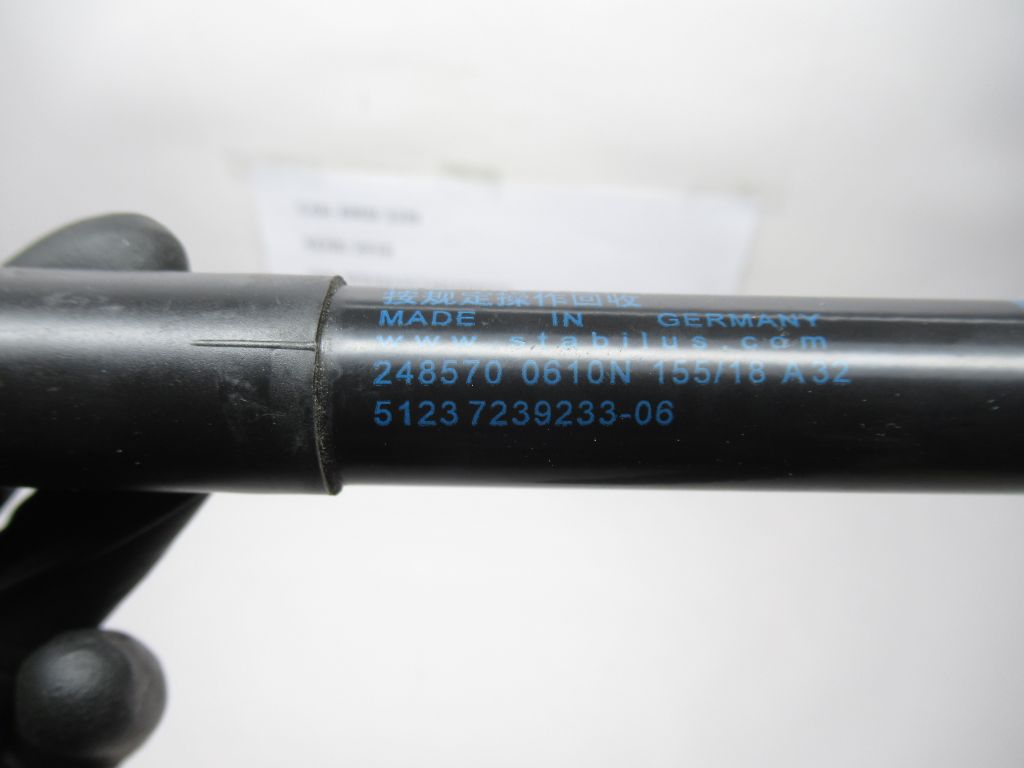 按规定操作回收
MADE IN GERMANY
www.stabilus.com
248570 0610N 155/18 A32
5123 7239233-06